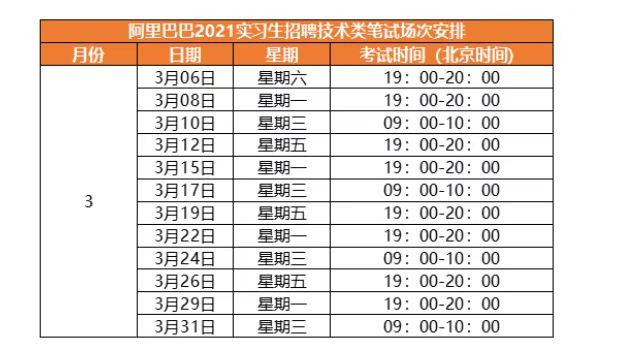 阿里巴巴2021实习生招聘技术类笔试场次安排
月份 日期 星期 考试时间（北京时间)
3月06日 星期六 19：00-20：00
3月08日 星期一 19：00-20：00
3月10日 星期三 09：00-10：00
3月12日 星期五 19：00-20：00
3月15日 星期一 19：00-20：00
3 3月17日 星期三 09：00-10：00
3月19日 星期五 19：00-20：00
3月22日 星期一 19：00-20：00
3月24日 星期三 09：00-10：00
3月26日 星期五 19：00-20：00
3月29日 星期一 19：00-20：00
3月31日 星期三 09：00-10：00